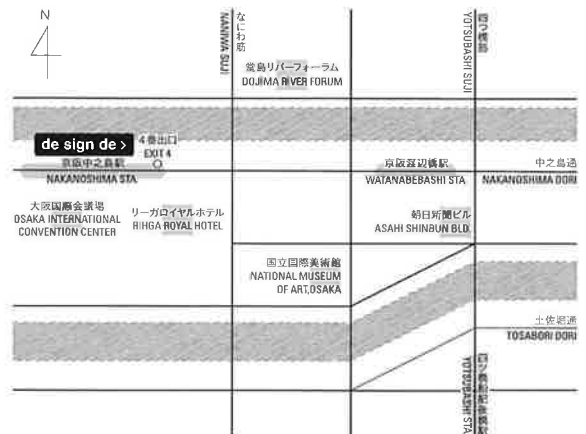 N
なにわ筋
NANIWA SUJI
四つ橋筋
YOTSUBASHI SUJI
堂島リバーフォーラム
DOJIMA RIVER FORUM
de sign de >
4番出口
EXIT 4
京阪中之島駅
NAKANOSHIMA STA.
京阪渡辺橋駅
WATANABEBASHI STA
中之島通
NAKANOSHIMA DORI
大阪国際会議場
OSAKA INTERNATIONAL
CONVENTION CENTER
リーガロイヤルホテル
RIHGA ROYAL HOTEL
朝日新聞ビル
ASAHI SHINBUN BLD.
国立国際美術館
NATIONAL MUSEUM
OF ART,OSAKA
土佐堀通
TOSABORI DORI
YOTSUBASHI STA